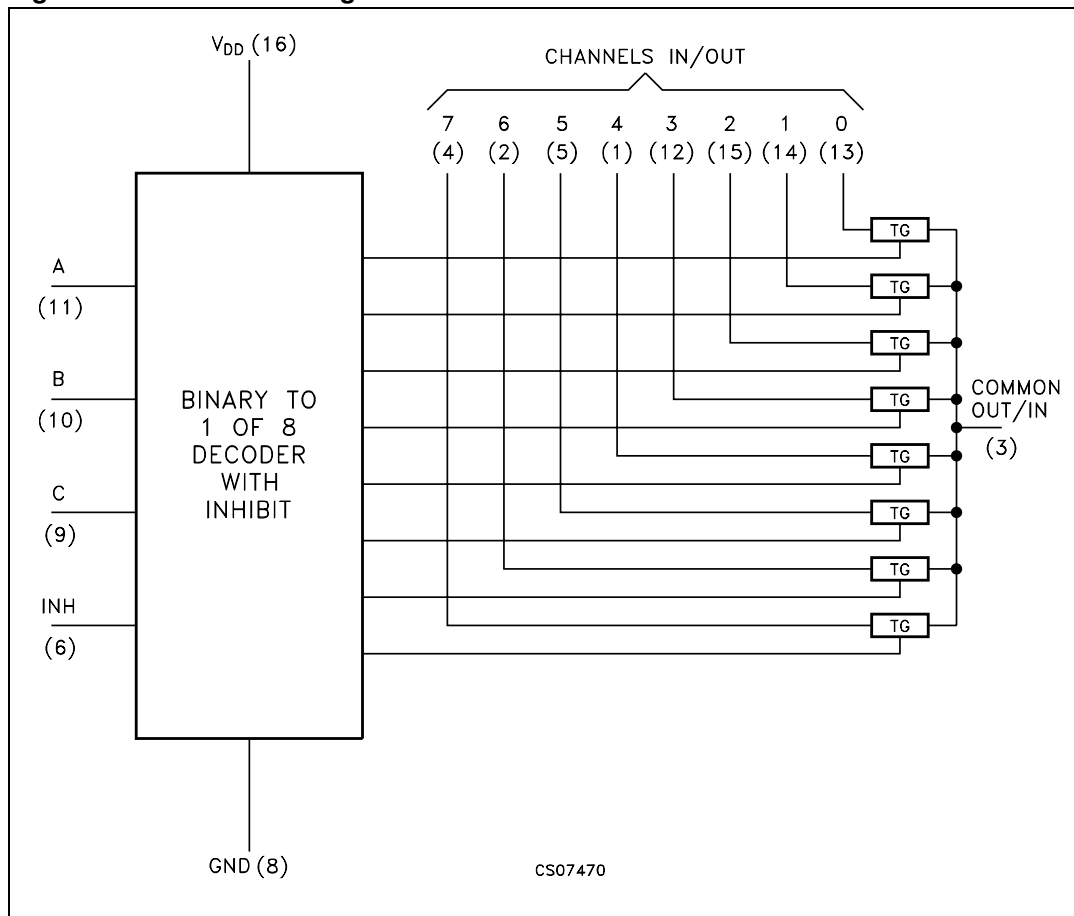 V_DD (16)
CHANNELS IN/OUT
7 6 5 4 3 2 1 0
(4) (2) (5) (1) (12) (15) (14) (13)
TG
A
(11)
TG
TG
B
(10)
TG
BINARY TO
1 OF 8
DECODER
WITH
INHIBIT
COMMON
OUT/IN
(3)
TG
C
(9)
TG
TG
INH
(6)
TG
GND (8)
CS07470